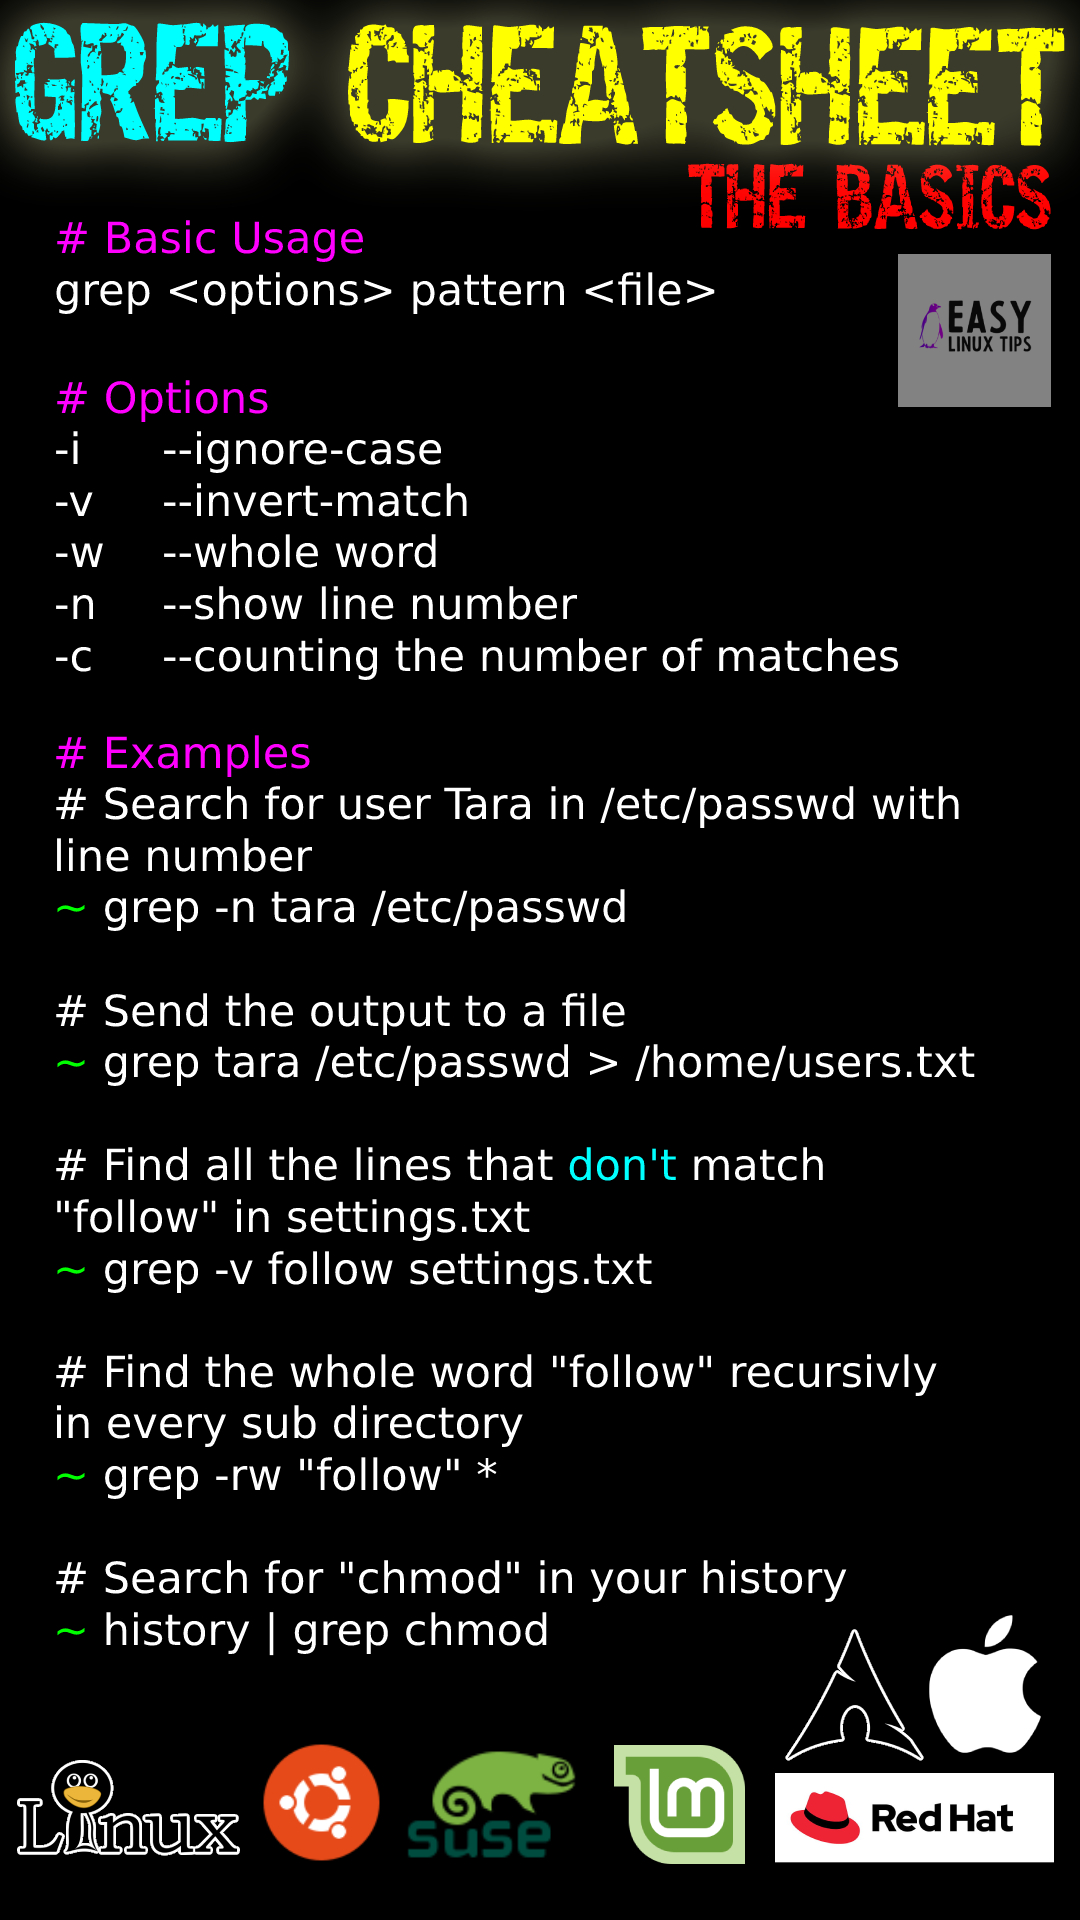 GREP CHEATSHEET
THE BASICS
# Basic Usage
grep <options> pattern <file>
EASY
LINUX TIPS
# Options
-i --ignore-case
-v --invert-match
-w --whole word
-n --show line number
-c --counting the number of matches
# Examples
# Search for user Tara in /etc/passwd with
line number
~ grep -n tara /etc/passwd
# Send the output to a file
~ grep tara /etc/passwd > /home/users.txt
# Find all the lines that don't match
"follow" in settings.txt
~ grep -v follow settings.txt
# Find the whole word "follow" recursivly
in every sub directory
~ grep -rw "follow" *
# Search for "chmod" in your history
~ history | grep chmod
Linux
suse
lm
Red Hat